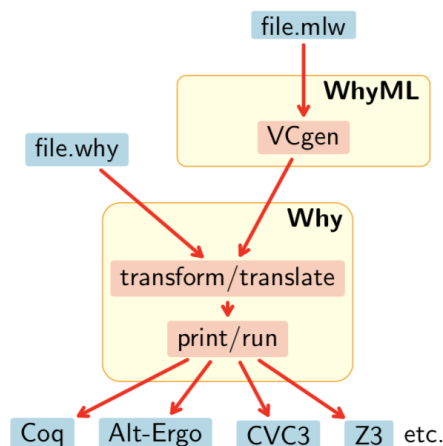 file.mlw
WhyML
VCgen
file.why
Why
transform/translate
print/run
Coq Alt-Ergo CVC3 Z3 etc.